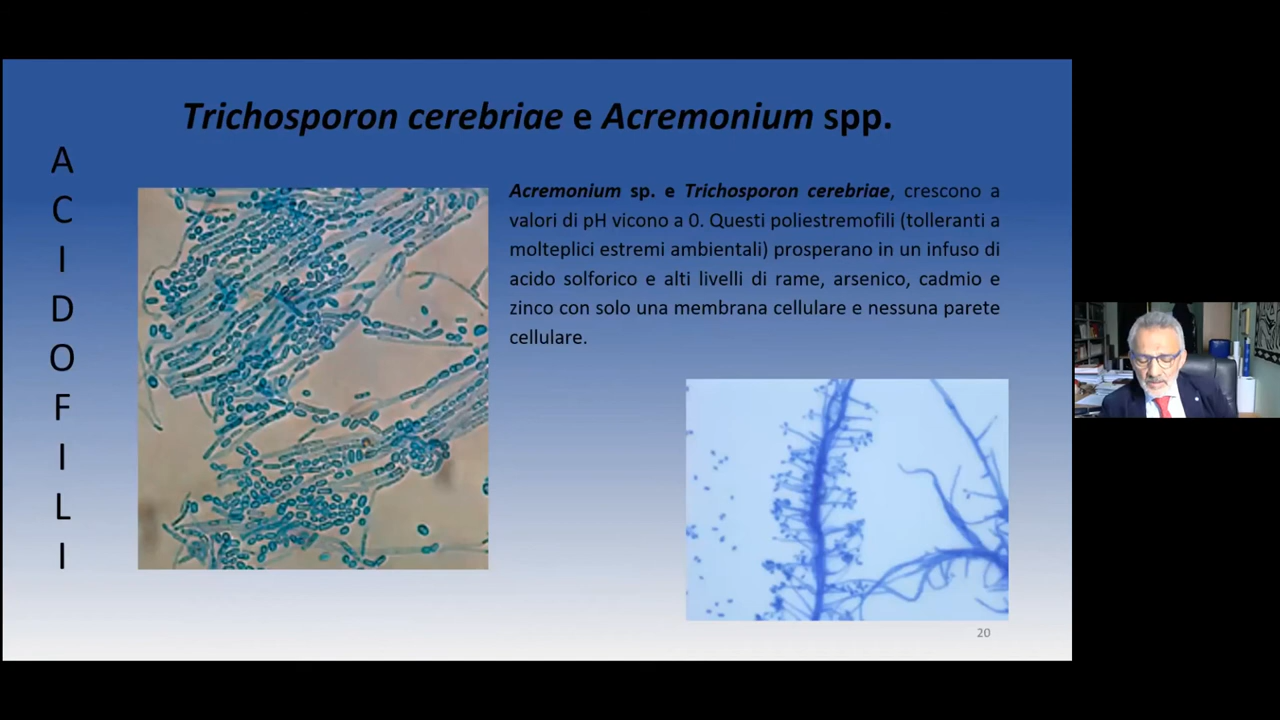 Trichosporon cerebriae e Acremonium spp.
A
C
I
D
O
F
I
L
I
Acremonium sp. e Trichosporon cerebriae, crescono a
valori di pH vicono a 0. Questi poliestremofili (tolleranti a
molteplici estremi ambientali) prosperano in un infuso di
acido solforico e alti livelli di rame, arsenico, cadmio e
zinco con solo una membrana cellulare e nessuna parete
cellulare.
20